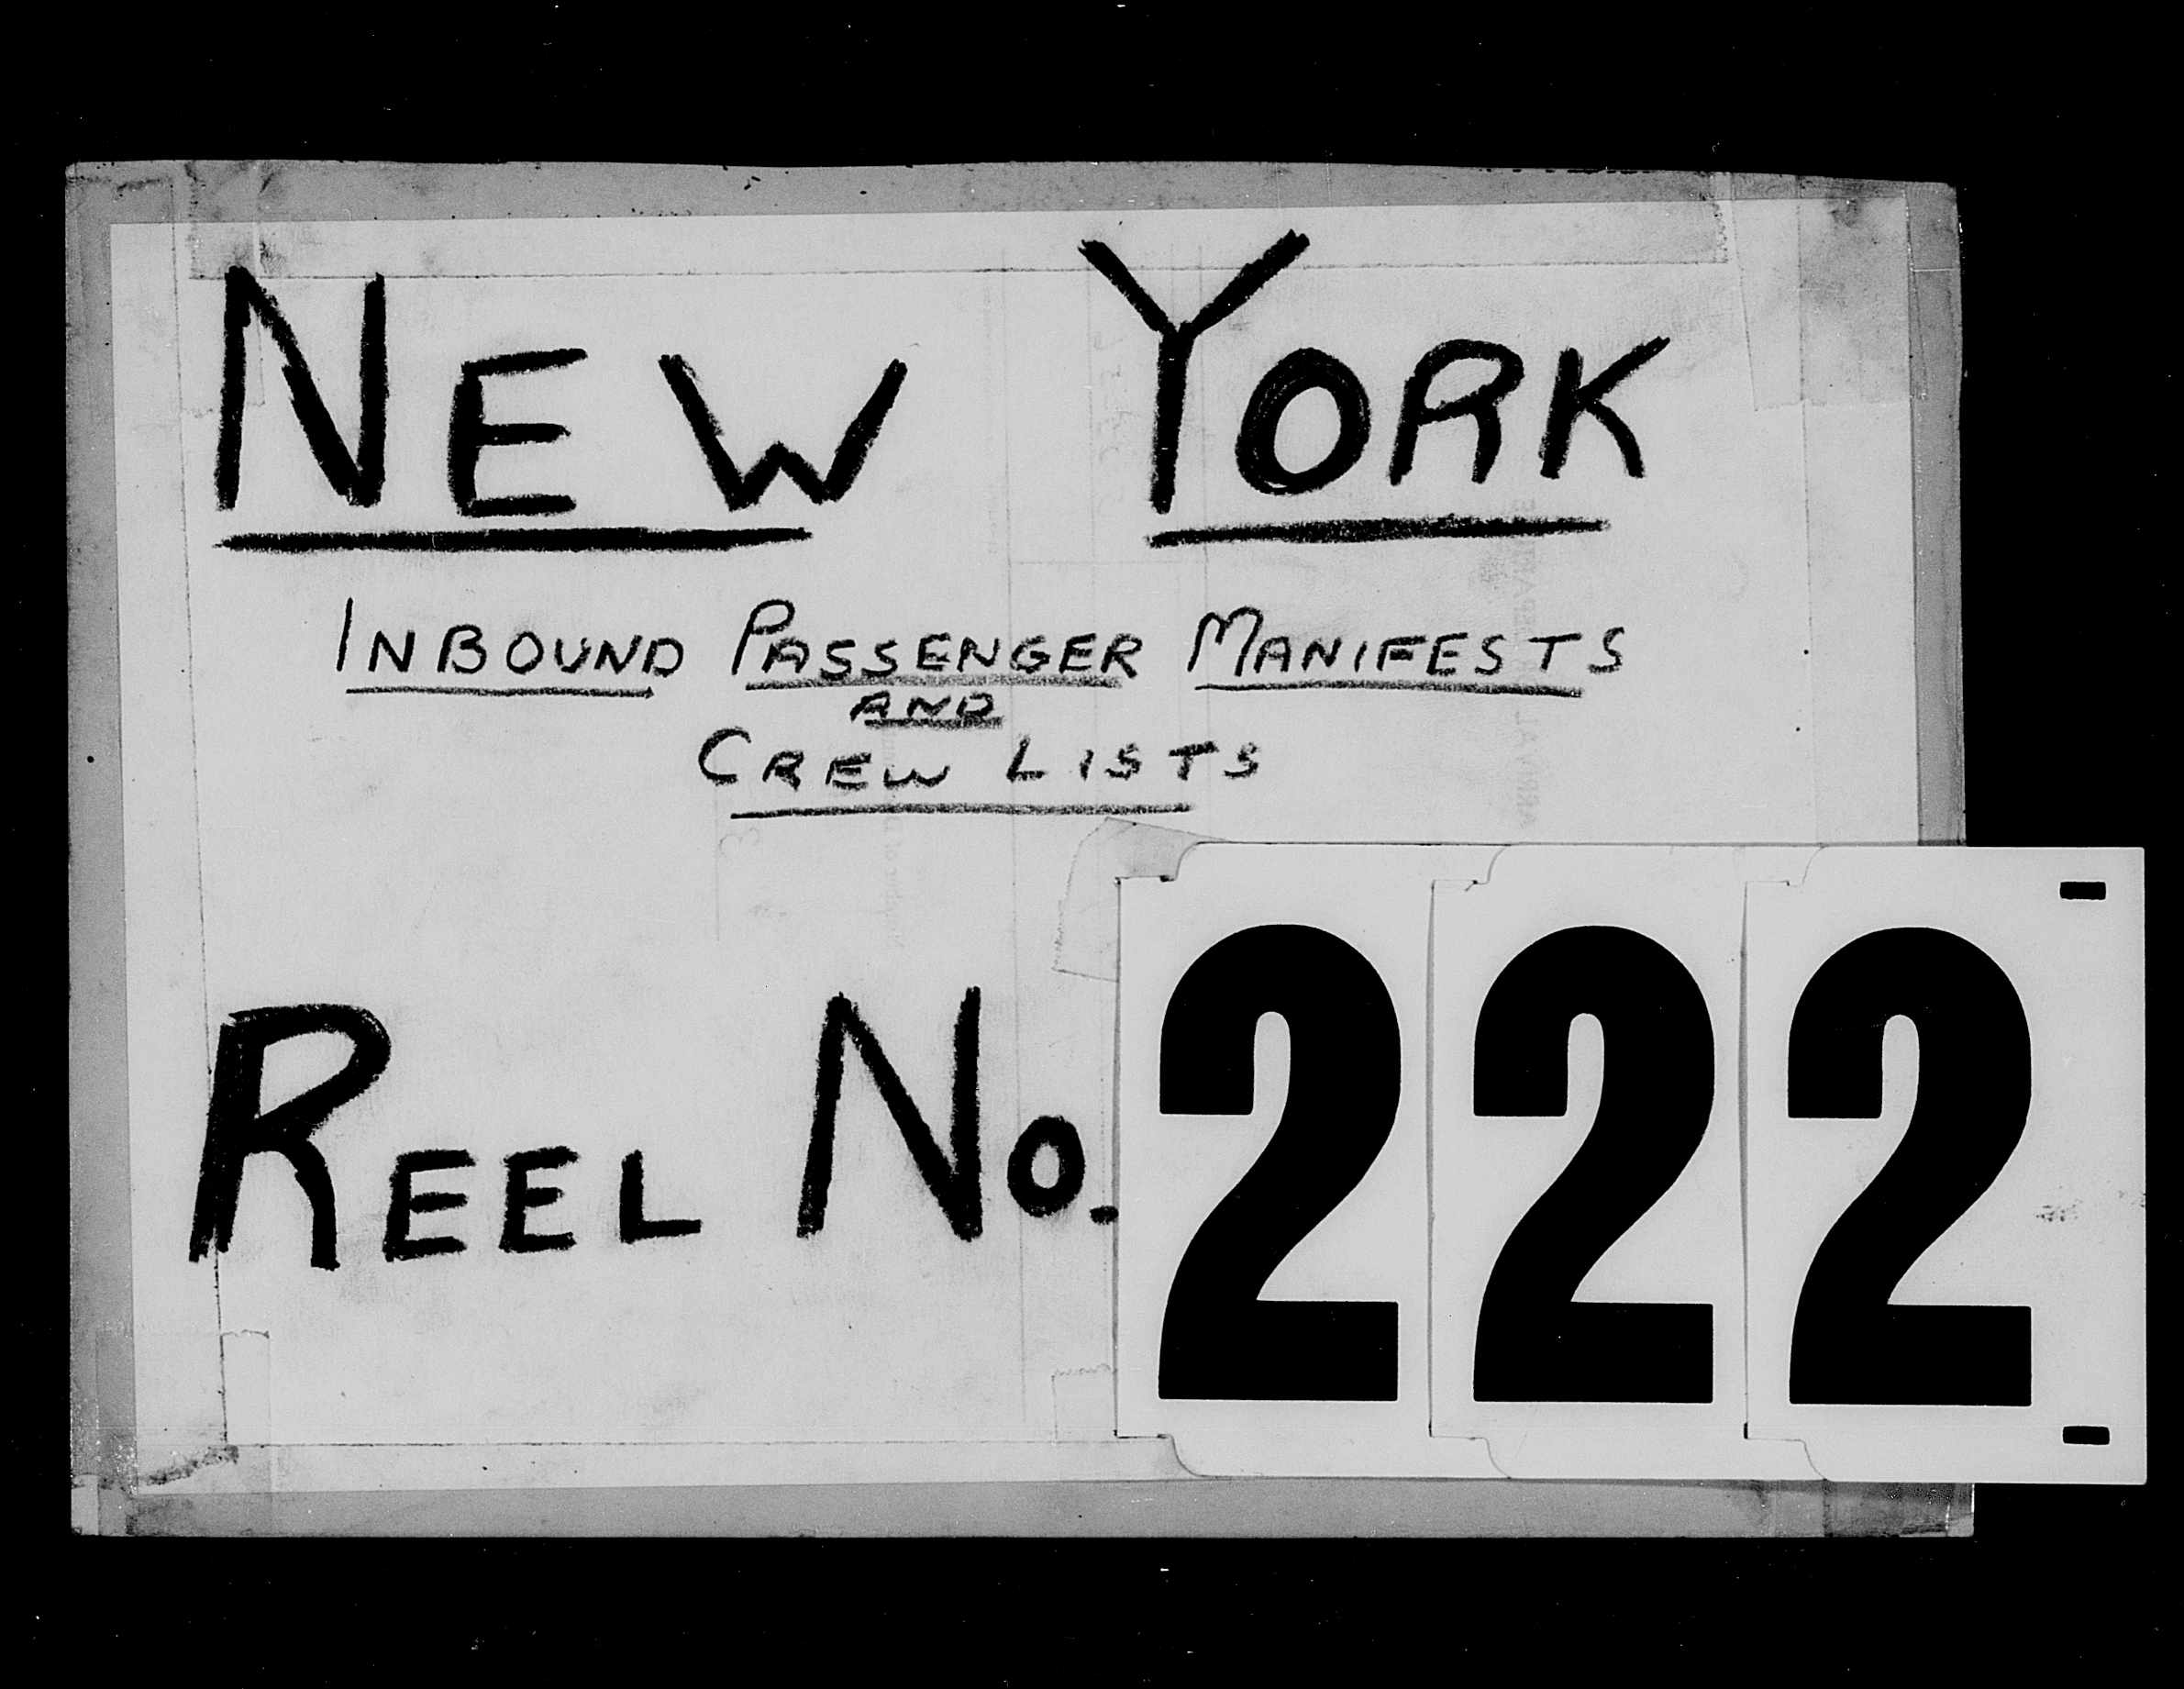 NEW YORK
INBOUND PASSENGER MANIFESTS
AND
CREW LISTS
REEL NO. 222